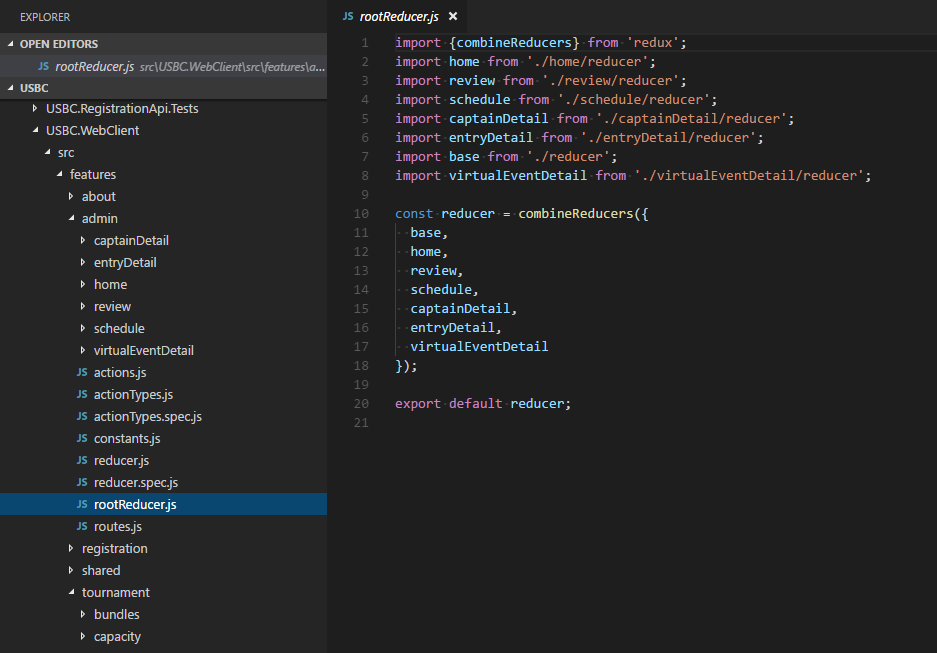 EXPLORER
OPEN EDITORS
JS rootReducer.js src\USBC.WebClient\src\features\a...
USBC
USBC.RegistrationApi.Tests
USBC.WebClient
src
features
about
admin
captainDetail
entryDetail
home
review
schedule
virtualEventDetail
JS actions.js
JS actionTypes.js
JS actionTypes.spec.js
JS constants.js
JS reducer.js
JS reducer.spec.js
JS rootReducer.js
JS routes.js
registration
shared
tournament
bundles
capacity
JS rootReducer.js ×
1 import {combineReducers} from 'redux';
2 import home from './home/reducer';
3 import review from './review/reducer';
4 import schedule from './schedule/reducer';
5 import captainDetail from './captainDetail/reducer';
6 import entryDetail from './entryDetail/reducer';
7 import base from './reducer';
8 import virtualEventDetail from './virtualEventDetail/reducer';
9
10 const reducer = combineReducers({
11   base,
12   home,
13   review,
14   schedule,
15   captainDetail,
16   entryDetail,
17   virtualEventDetail
18 });
19
20 export default reducer;
21